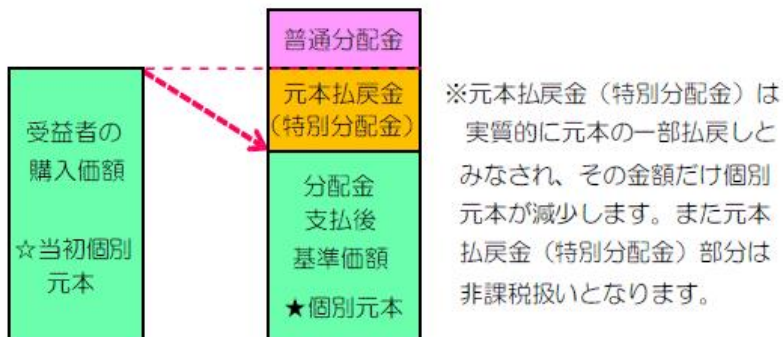 普通分配金
元本払戻金
(特別分配金)
受益者の
購入価額
☆当初個別
元本
分配金
支払後
基準価額
★個別元本
※元本払戻金（特別分配金）は
実質的に元本の一部払戻しと
みなされ、その金額だけ個別
元本が減少します。また元本
払戻金（特別分配金）部分は
非課税扱いとなります。